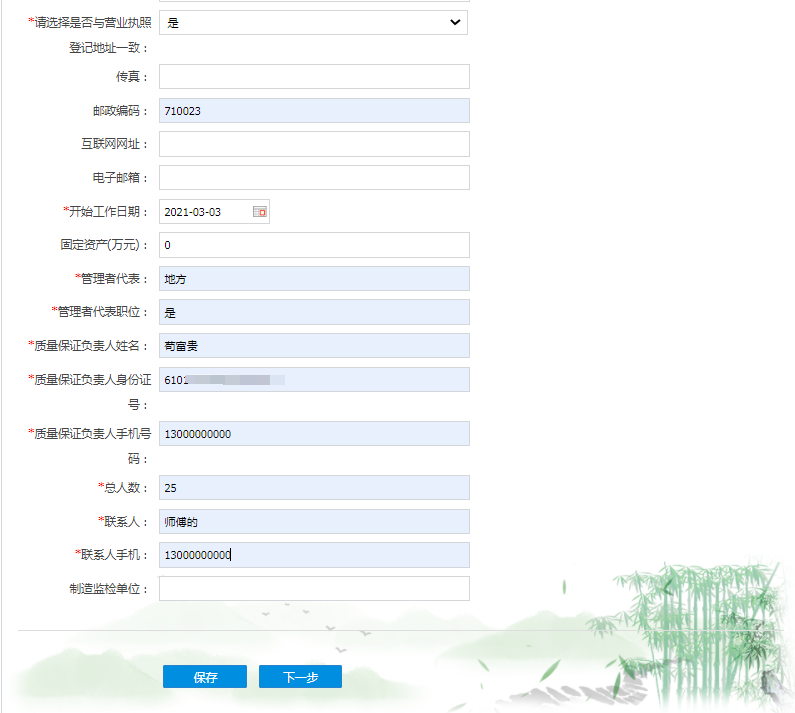 *请选择是否与营业执照 是
登记地址一致：
传真：
邮政编码： 710023
互联网网址：
电子邮箱：
*开始工作日期： 2021-03-03
固定资产(万元)： 0
*管理者代表： 地方
*管理者代表职位： 是
*质量保证负责人姓名： 苟富贵
*质量保证负责人身份证 6101
号：
*质量保证负责人手机号 13000000000
码：
*总人数： 25
*联系人： 师傅的
*联系人手机： 13000000000
制造监检单位：
保存 下一步